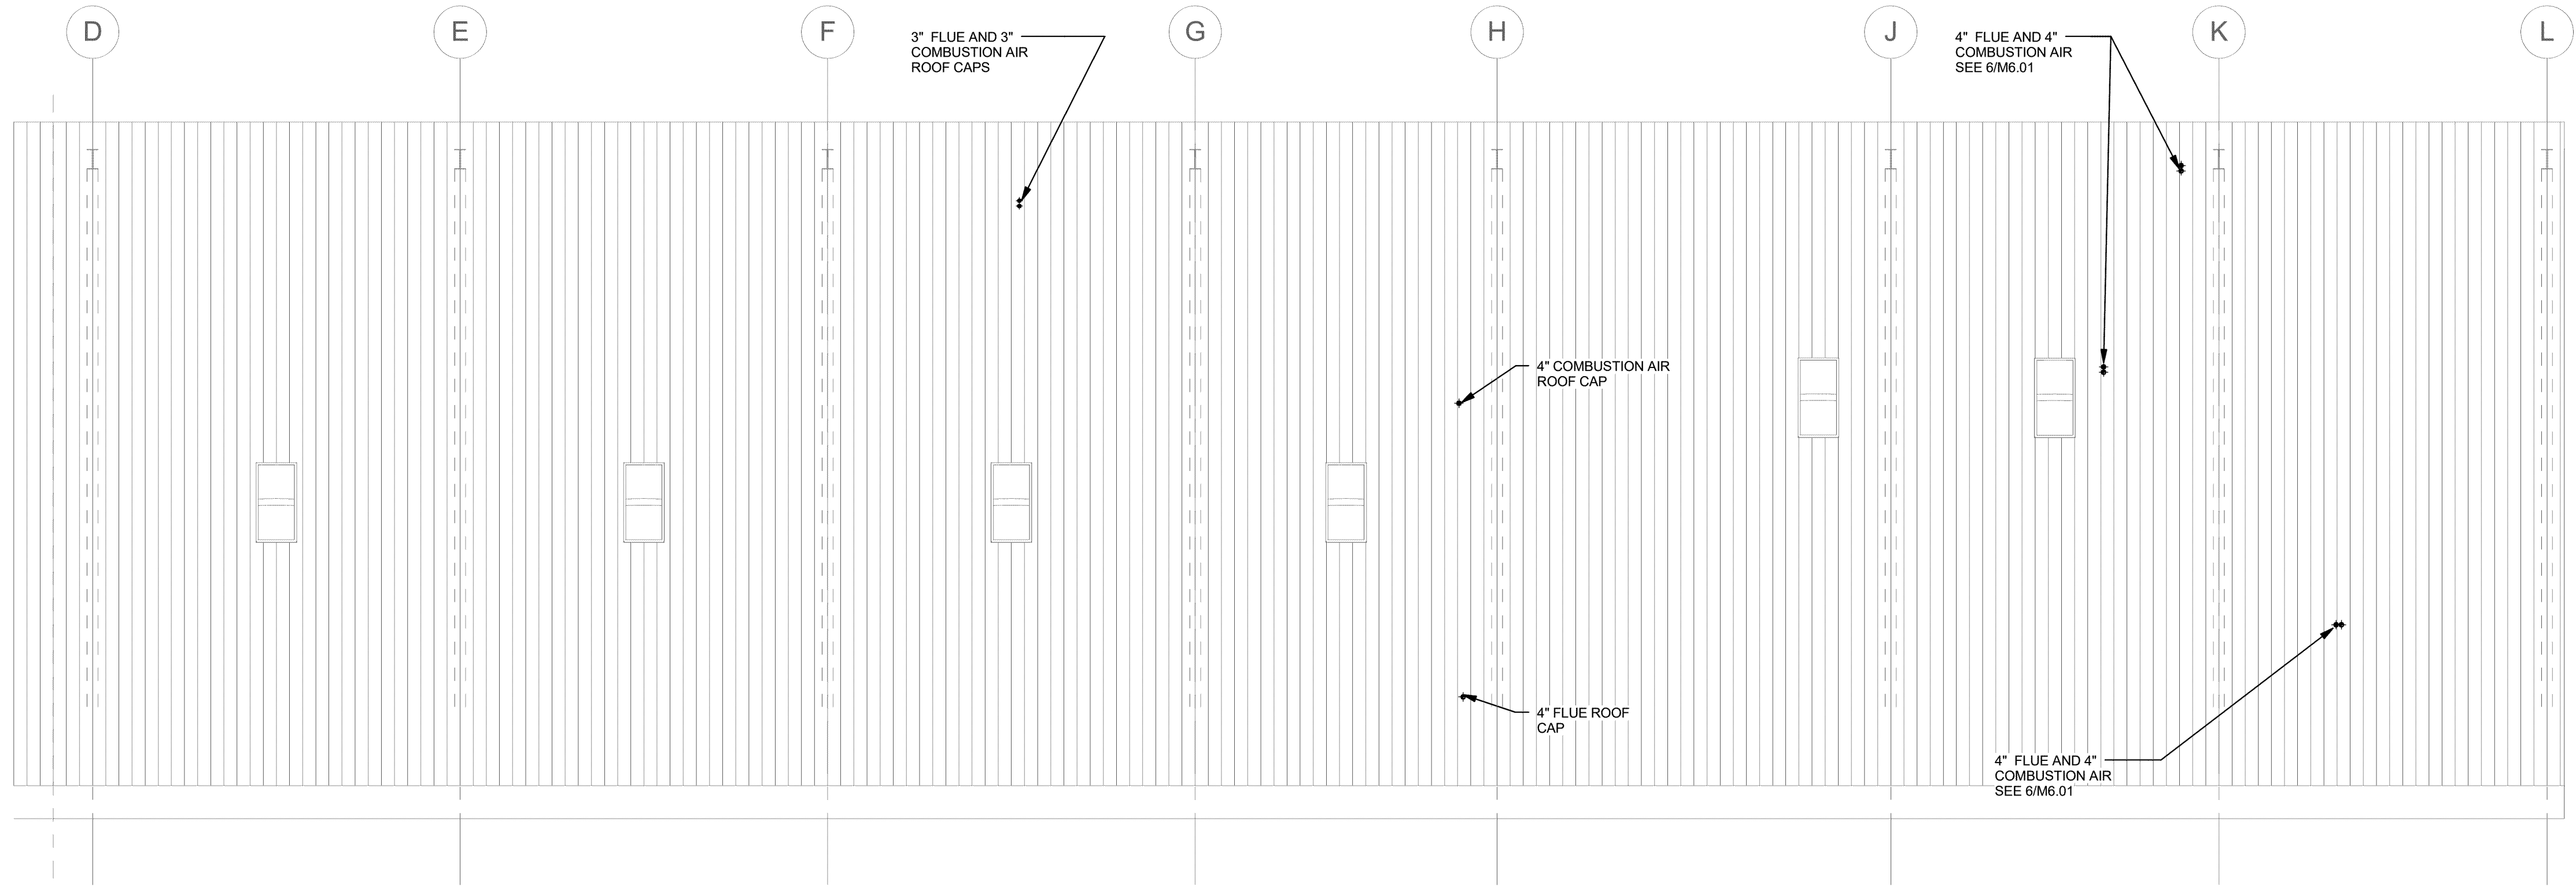 D E F G H J K L
3" FLUE AND 3"
COMBUSTION AIR
ROOF CAPS
4" FLUE AND 4"
COMBUSTION AIR
SEE 6/M6.01
4" COMBUSTION AIR
ROOF CAP
4" FLUE ROOF
CAP
4" FLUE AND 4"
COMBUSTION AIR
SEE 6/M6.01